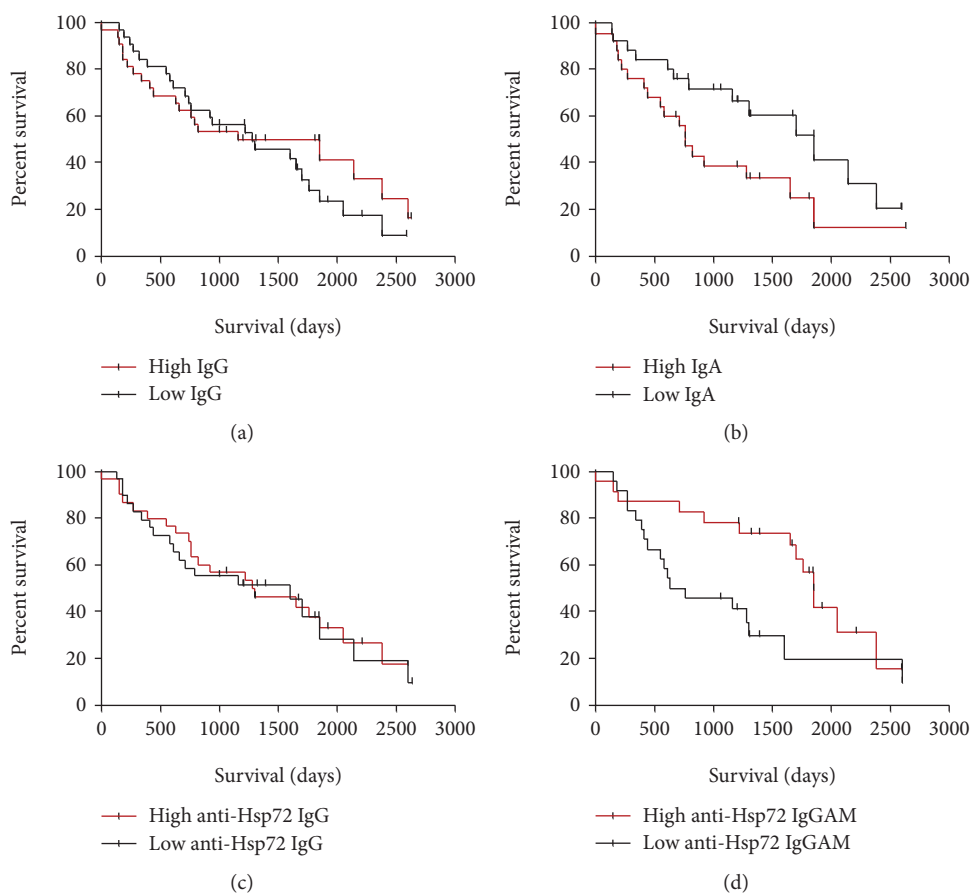 100
80
60
40
20
0
Percent survival
0 500 1000 1500 2000 2500 3000
Survival (days)
High IgG
Low IgG
(a)
100
80
60
40
20
0
Percent survival
0 500 1000 1500 2000 2500 3000
Survival (days)
High IgA
Low IgA
(b)
100
80
60
40
20
0
Percent survival
0 500 1000 1500 2000 2500 3000
Survival (days)
High anti-Hsp72 IgG
Low anti-Hsp72 IgG
(c)
100
80
60
40
20
0
Percent survival
0 500 1000 1500 2000 2500 3000
Survival (days)
High anti-Hsp72 IgGAM
Low anti-Hsp72 IgGAM
(d)